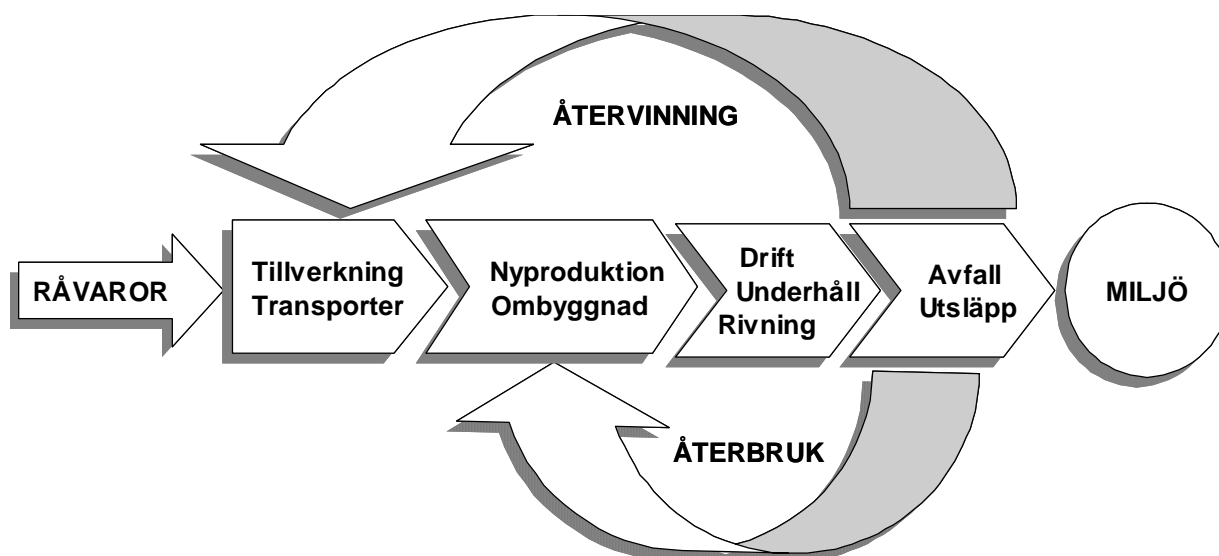 ÅTERVINNING
RÅVAROR
Tillverkning
Transporter
Nyproduktion
Ombyggnad
Drift
Underhåll
Rivning
Avfall
Utsläpp
MILJÖ
ÅTERBRUK